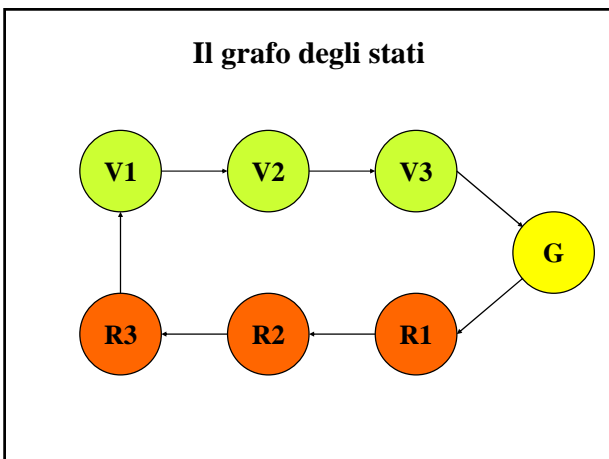 Il grafo degli stati
V1 V2 V3
G
R3 R2 R1